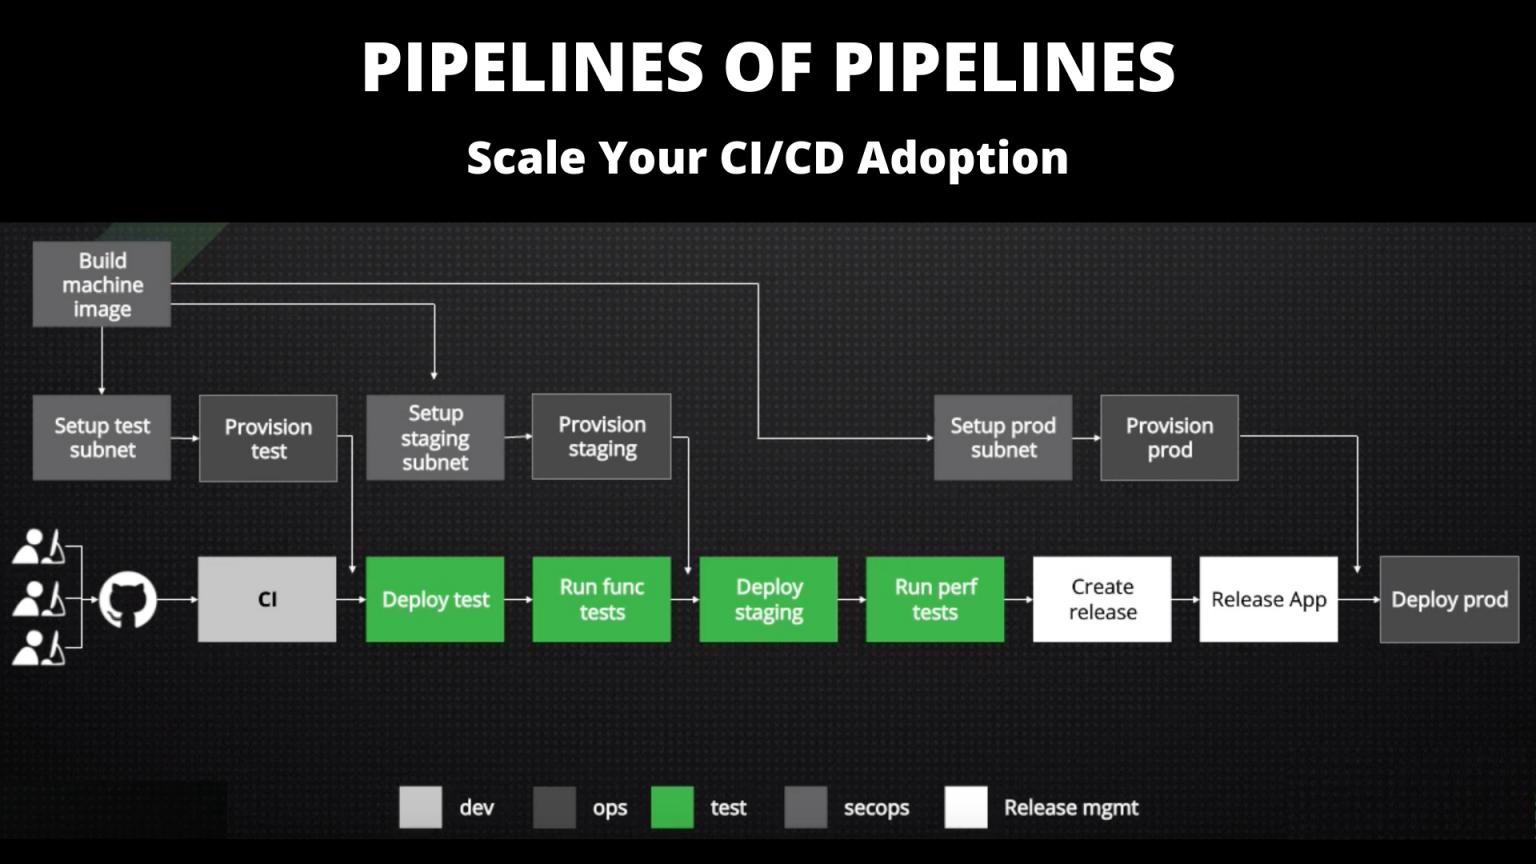 PIPELINES OF PIPELINES
Scale Your CI/CD Adoption
Build
machine
image
Setup test
subnet
Provision
test
Setup
staging
subnet
Provision
staging
Setup prod
subnet
Provision
prod
CI
Deploy test
Run func
tests
Deploy
staging
Run perf
tests
Create
release
Release App
Deploy prod
dev
ops
test
secops
Release mgmt